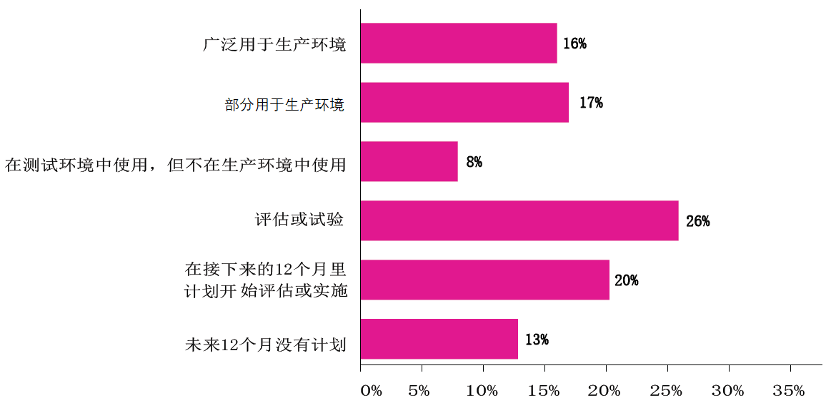 广泛用于生产环境
16%
部分用于生产环境
17%
在测试环境中使用，但不在生产环境中使用
8%
评估或试验
26%
在接下来的12个月里
计划开始评估或实施
20%
未来12个月没有计划
13%
0% 5% 10% 15% 20% 25% 30% 35%